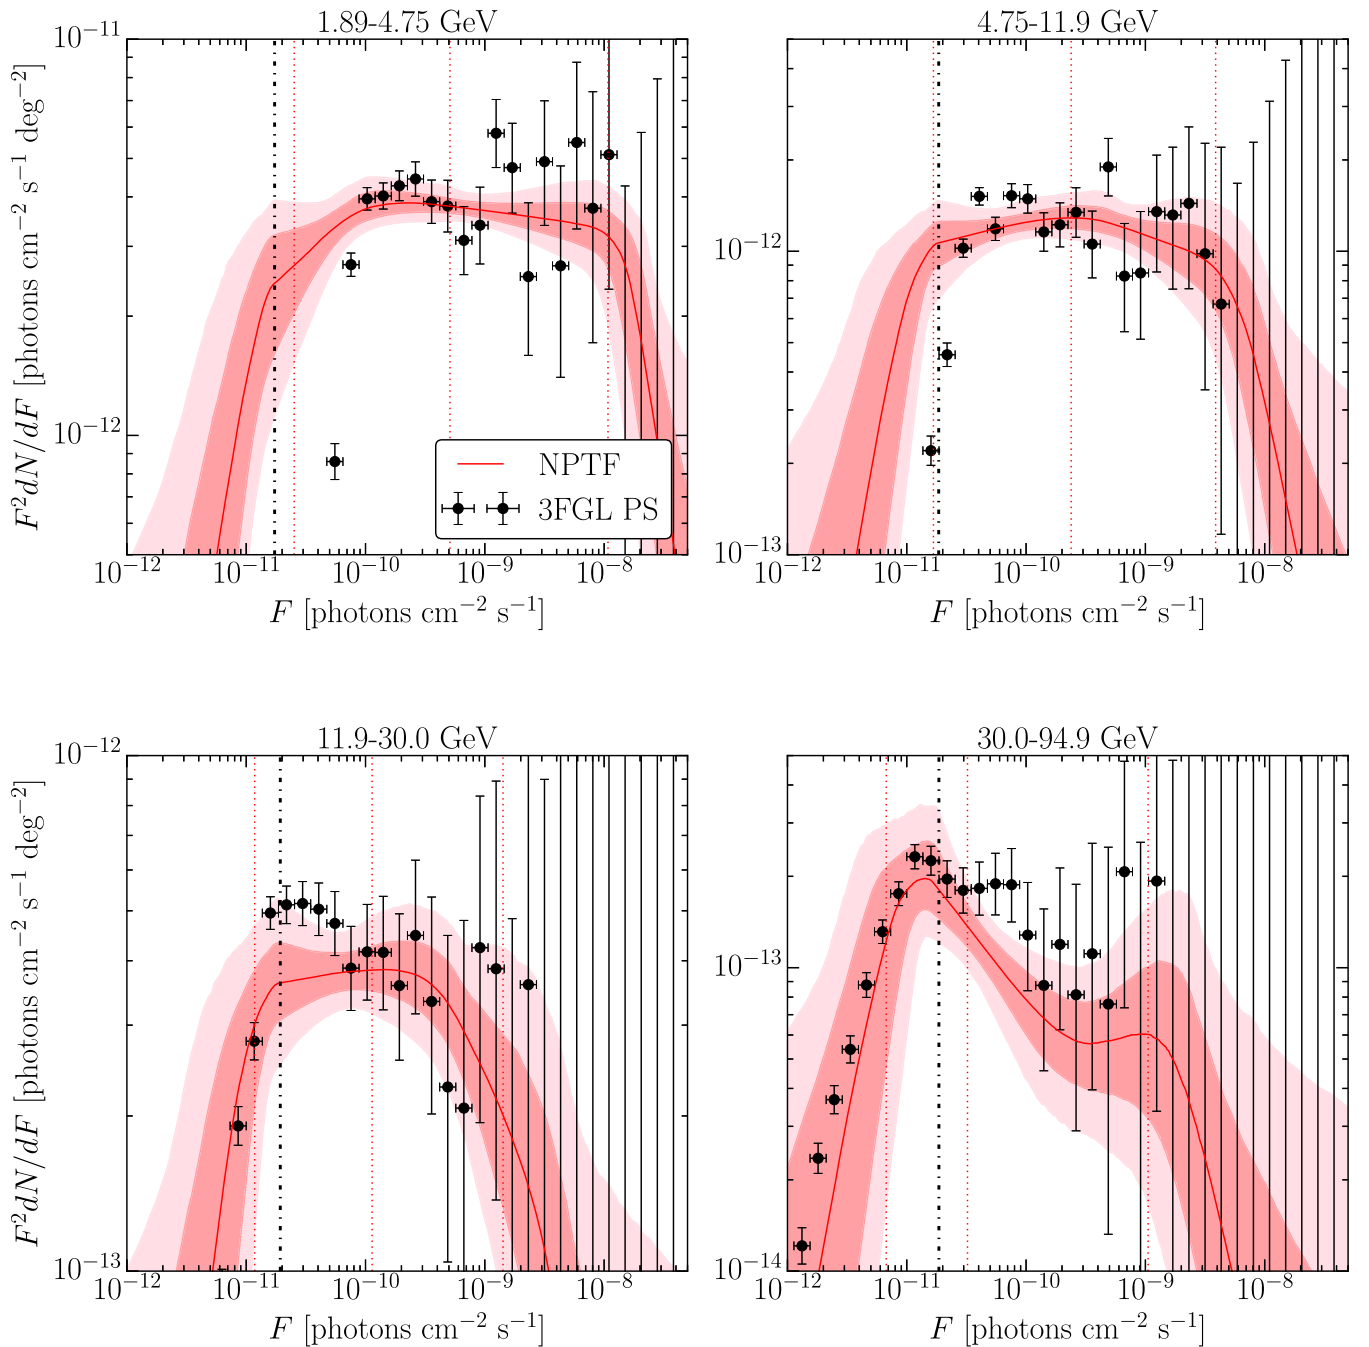 1.89-4.75 GeV
4.75-11.9 GeV
10⁻¹¹
F²dN/dF [photons cm⁻² s⁻¹ deg⁻²]
10⁻¹²
NPTF
3FGL PS
10⁻¹² 10⁻¹¹ 10⁻¹⁰ 10⁻⁹ 10⁻⁸
F [photons cm⁻² s⁻¹]
10⁻¹²
10⁻¹³
10⁻¹² 10⁻¹¹ 10⁻¹⁰ 10⁻⁹ 10⁻⁸
F [photons cm⁻² s⁻¹]
11.9-30.0 GeV
30.0-94.9 GeV
10⁻¹²
F²dN/dF [photons cm⁻² s⁻¹ deg⁻²]
10⁻¹³
10⁻¹² 10⁻¹¹ 10⁻¹⁰ 10⁻⁹ 10⁻⁸
F [photons cm⁻² s⁻¹]
10⁻¹³
10⁻¹⁴
10⁻¹² 10⁻¹¹ 10⁻¹⁰ 10⁻⁹ 10⁻⁸
F [photons cm⁻² s⁻¹]